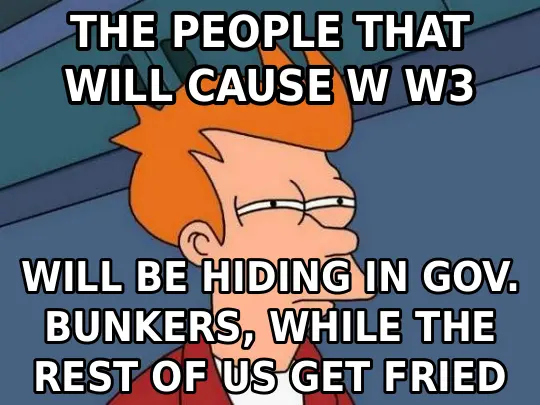 THE PEOPLE THAT
WILL CAUSE W W3
WILL BE HIDING IN GOV.
BUNKERS, WHILE THE
REST OF US GET FRIED